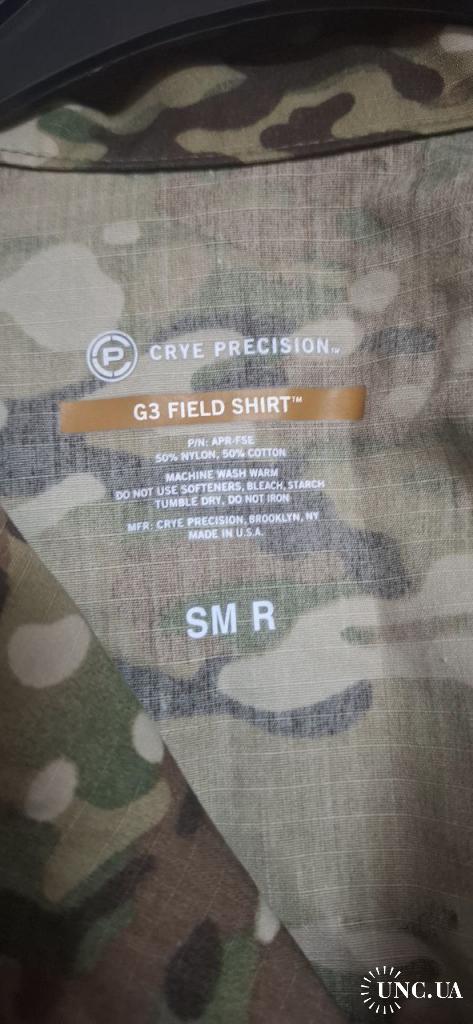 P CRYE PRECISION™
G3 FIELD SHIRT™
P/N: APR-FSE
50% NYLON, 50% COTTON
MACHINE WASH WARM
DO NOT USE SOFTENERS, BLEACH, STARCH
TUMBLE DRY, DO NOT IRON
MFR: CRYE PRECISION, BROOKLYN, NY
MADE IN U.S.A.
SM R
UNC.UA